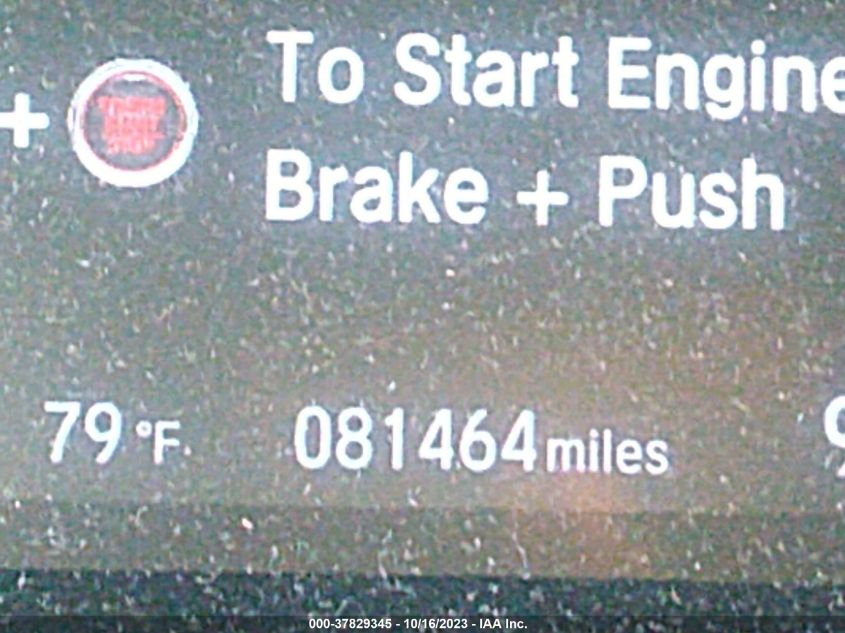 + To Start Engine
Brake + Push
79 °F 081464 miles
000-37829345 - 10/16/2023 - IAA Inc.